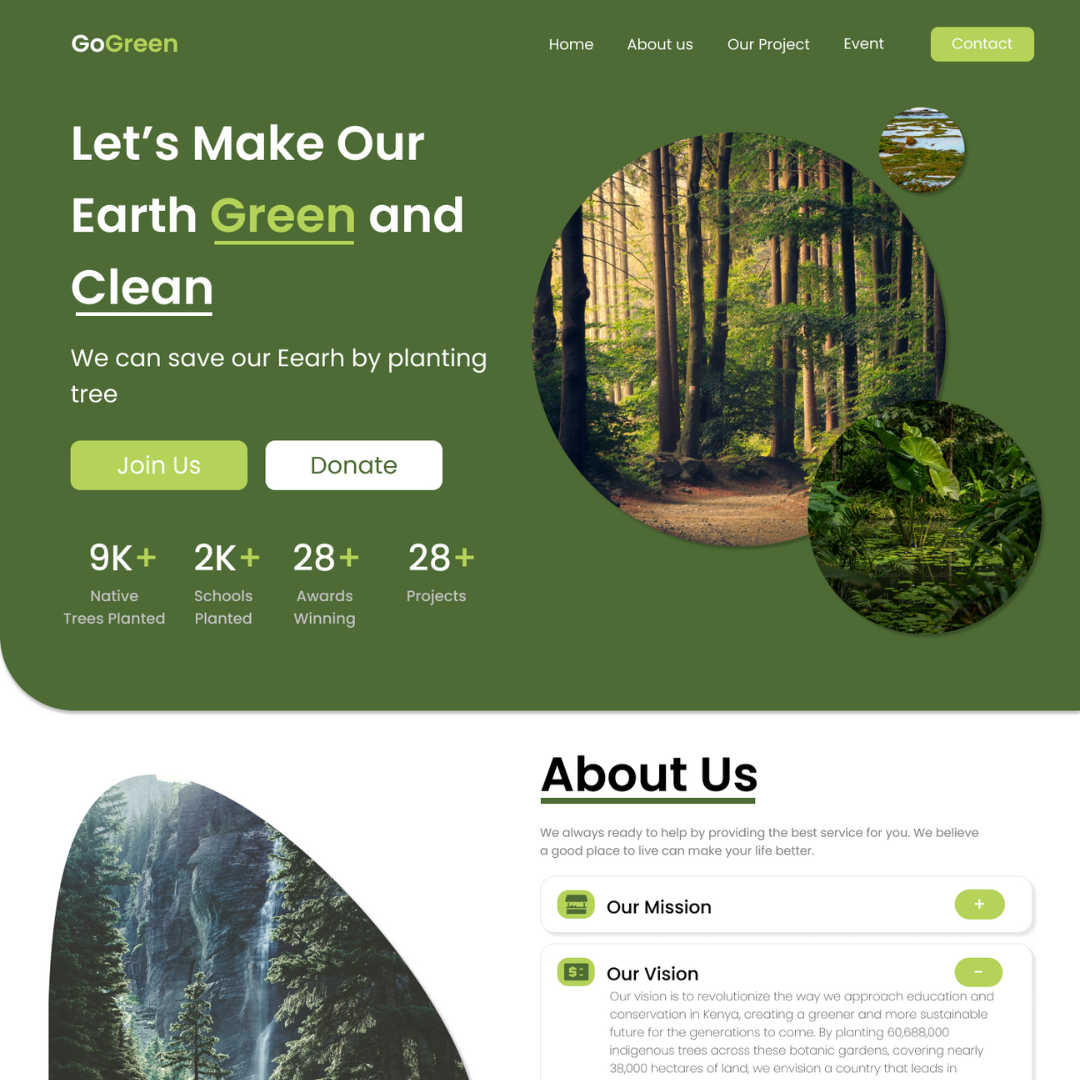 GoGreen
Home About us Our Project Event Contact
Let’s Make Our
Earth Green and
Clean
We can save our Eearh by planting
tree
Join Us Donate
9K+ 2K+ 28+ 28+
Native Schools Awards Projects
Trees Planted Planted Winning
About Us
We always ready to help by providing the best service for you. We believe
a good place to live can make your life better.
Our Mission +
Our Vision -
Our vision is to revolutionize the way we approach education and
conservation in Kenya, creating a greener and more sustainable
future for the generations to come. By planting 60,688,000
indigenous trees across these botanic gardens, covering nearly
38,000 hectares of land, we envision a country that leads in